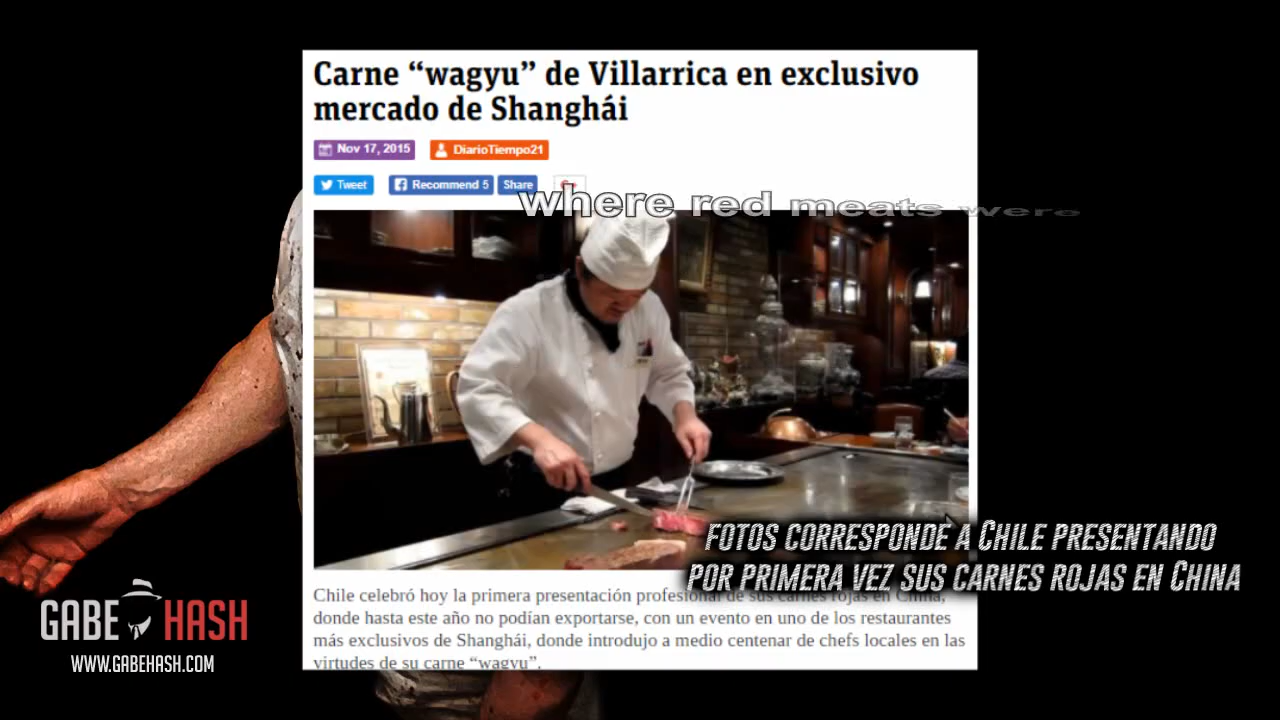 Carne “wagyu” de Villarrica en exclusivo
mercado de Shanghái
Nov 17, 2015
DiarioTiempo21
Tweet
Recommend 5
Share
where red meats were
FOTOS CORRESPONDE A CHILE PRESENTANDO
POR PRIMERA VEZ SUS CARNES ROJAS EN CHINA
Chile celebró hoy la primera presentación profesional de sus carnes rojas en China,
donde hasta este año no podían exportarse, con un evento en uno de los restaurantes
más exclusivos de Shanghái, donde introdujo a medio centenar de chefs locales en las
virtudes de su carne “wagyu”.
GABE HASH
WWW.GABEHASH.COM